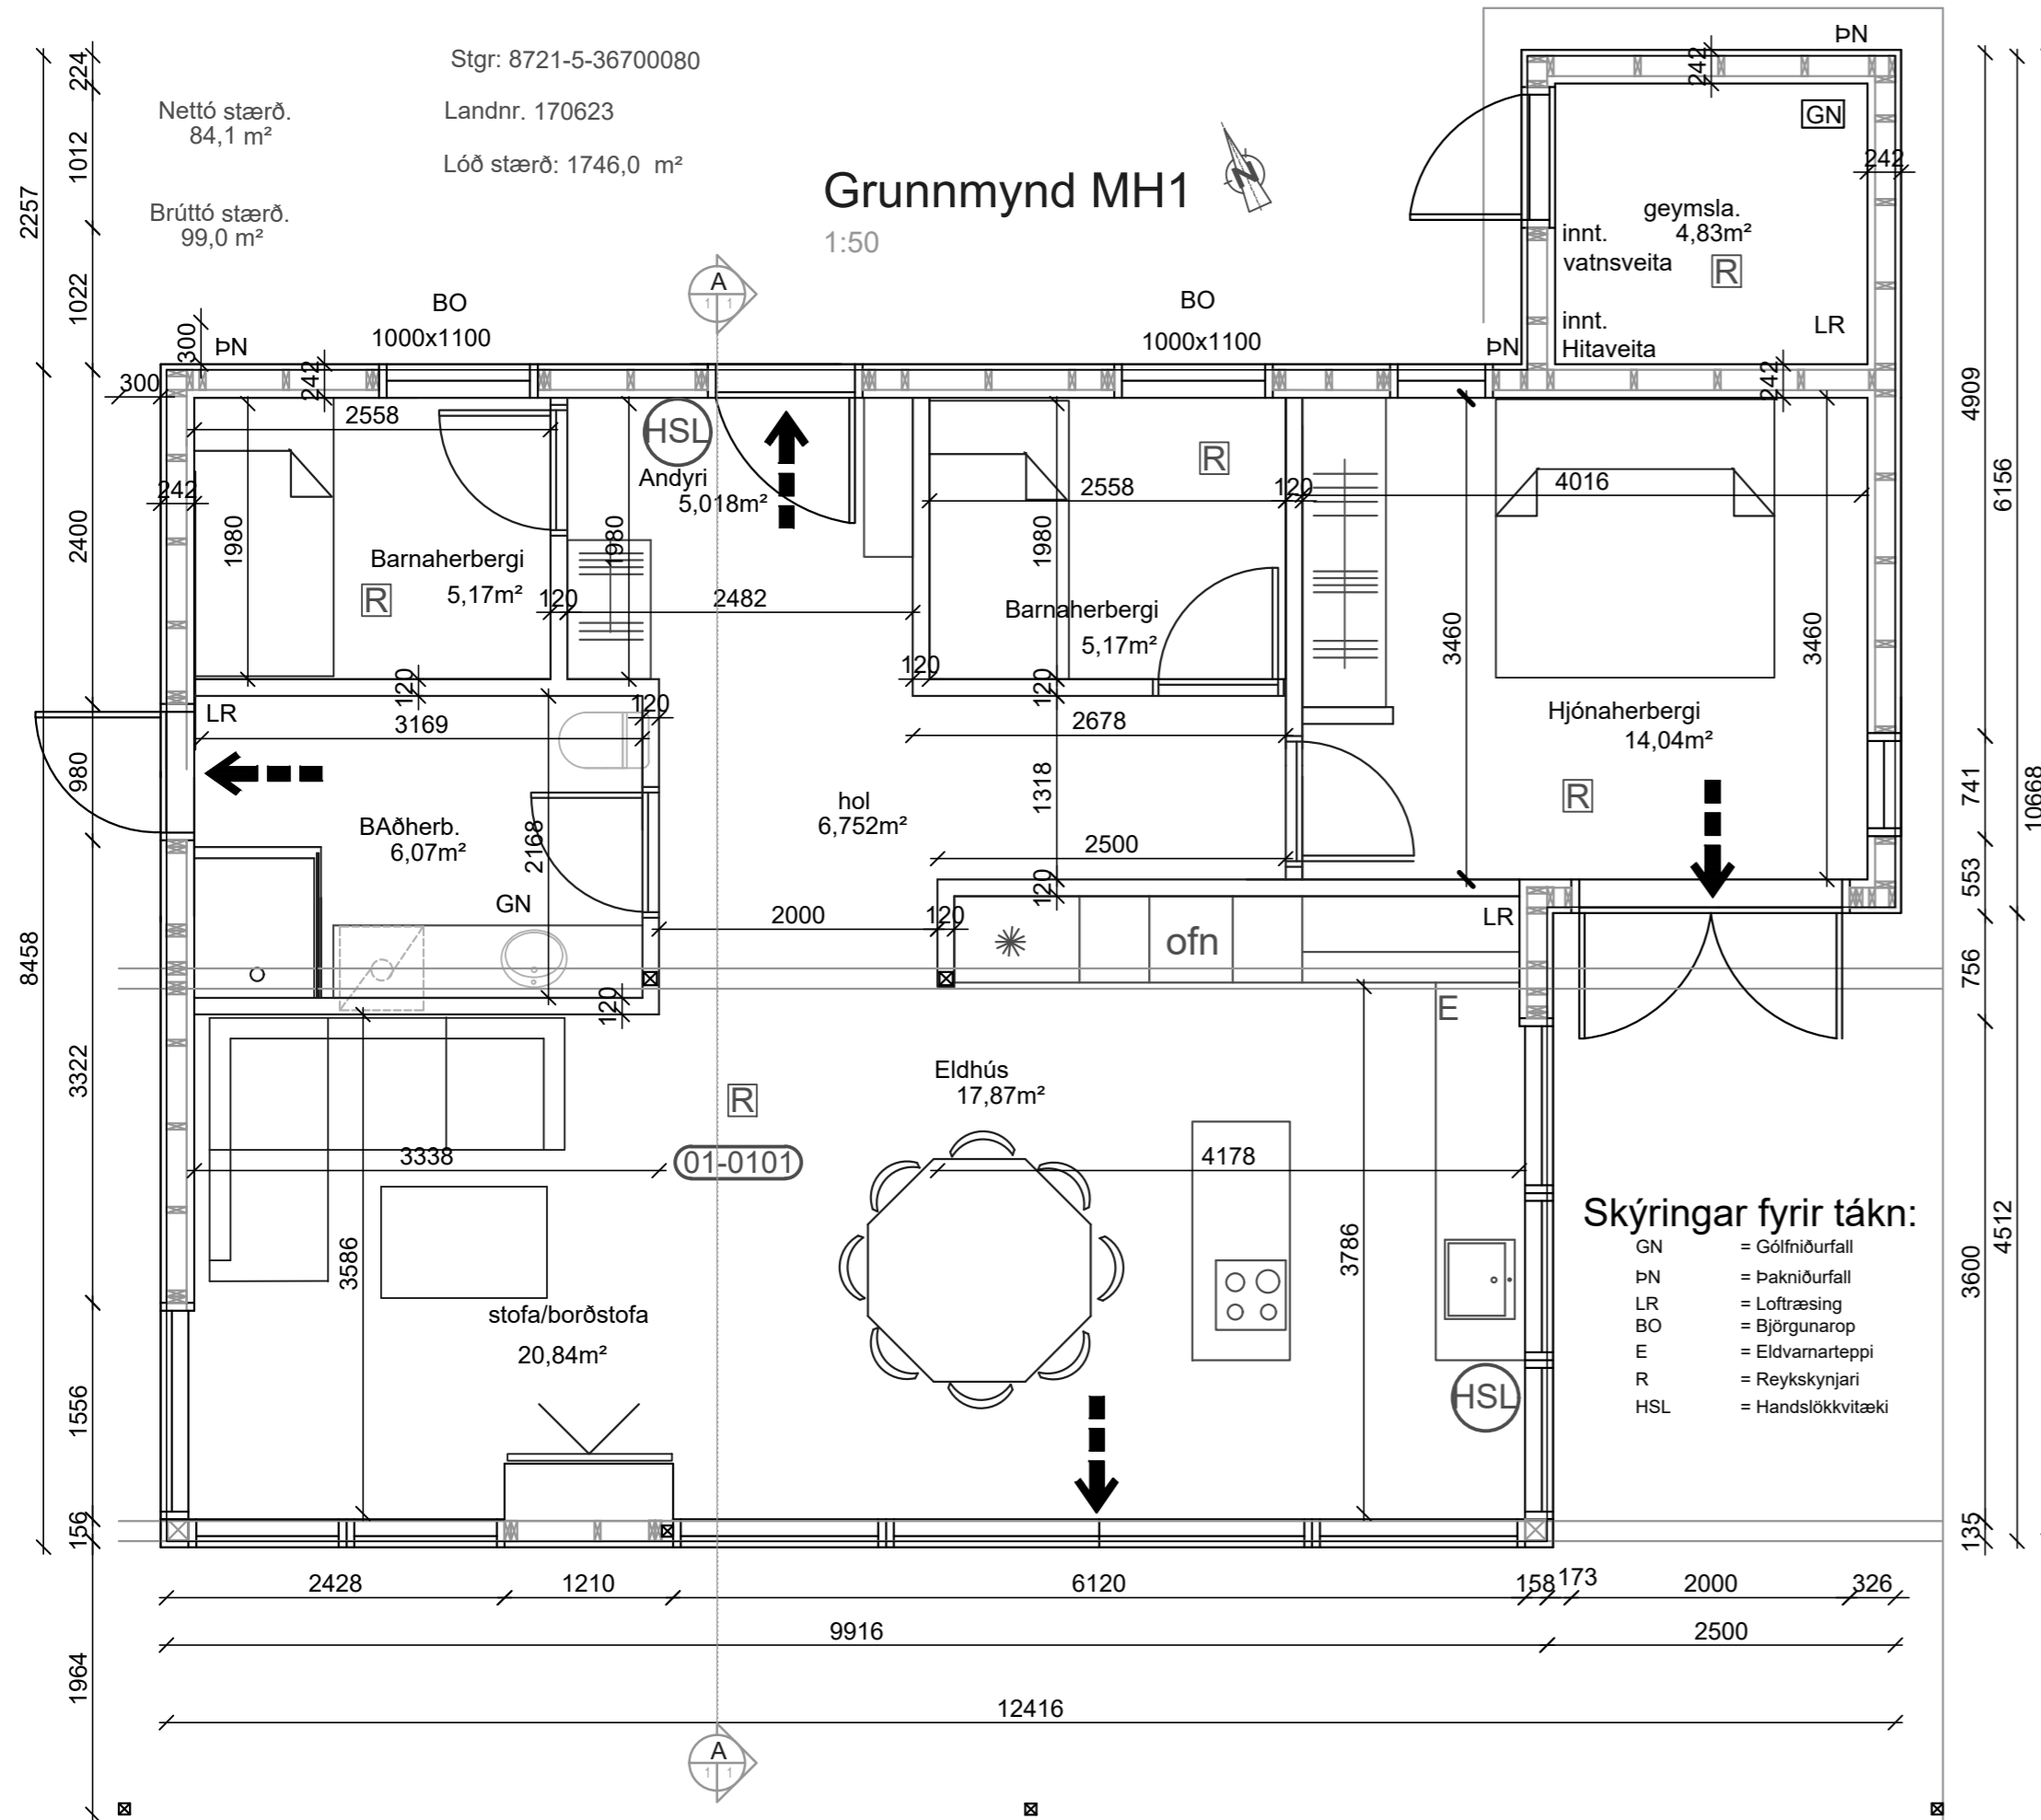 Stgr: 8721-5-36700080
Nettó stærð.
84,1 m²
Landnr. 170623
Lóð stærð: 1746,0 m²
Brúttó stærð.
99,0 m²
Grunnmynd MH1
1:50
N
A
1 1
BO
1000x1100
BO
1000x1100
ÞN
ÞN
ÞN
GN
geymsla.
4,83m²
innt.
vatnsveita
R
innt.
Hitaveita
LR
224
1012
1022
2257
300
300
242
242
242
242
242
2558
1980
Barnaherbergi
5,17m²
R
120
HSL
Andyri
5,018m²
1980
2482
R
2558
120
1980
Barnaherbergi
5,17m²
120
120
4016
3460
3460
Hjónaherbergi
14,04m²
R
4909
6156
741
553
10668
2400
980
8458
LR
120
120
3169
BAðherb.
6,07m²
2168
GN
120
hol
6,752m²
2678
1318
2500
120
2000
120
ofn
LR
E
756
3322
Eldhús
17,87m²
R
01-0101
3338
4178
3586
3786
stofa/borðstofa
20,84m²
HSL
Skýringar fyrir tákn:
GN = Gólfniðurfall
ÞN = Þakniðurfall
LR = Loftræsing
BO = Björgunarop
E = Eldvarnarteppi
R = Reykskynjari
HSL = Handslökkvitæki
3600
4512
1556
156
135
2428
1210
6120
158
173
2000
326
9916
2500
1964
12416
A
1 1